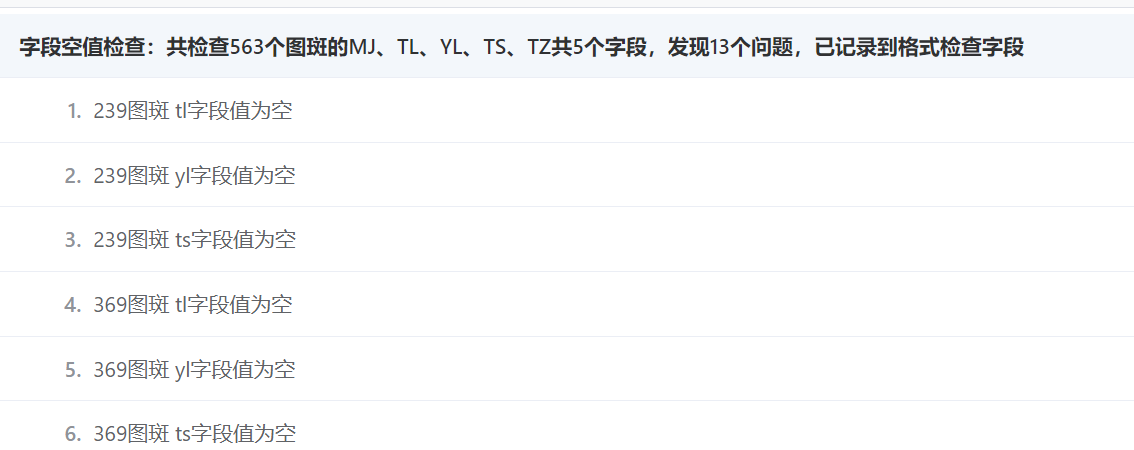 字段空值检查：共检查563个图斑的MJ、TL、YL、TS、TZ共5个字段，发现13个问题，已记录到格式检查字段
1. 239图斑 tl字段值为空
2. 239图斑 yl字段值为空
3. 239图斑 ts字段值为空
4. 369图斑 tl字段值为空
5. 369图斑 yl字段值为空
6. 369图斑 ts字段值为空